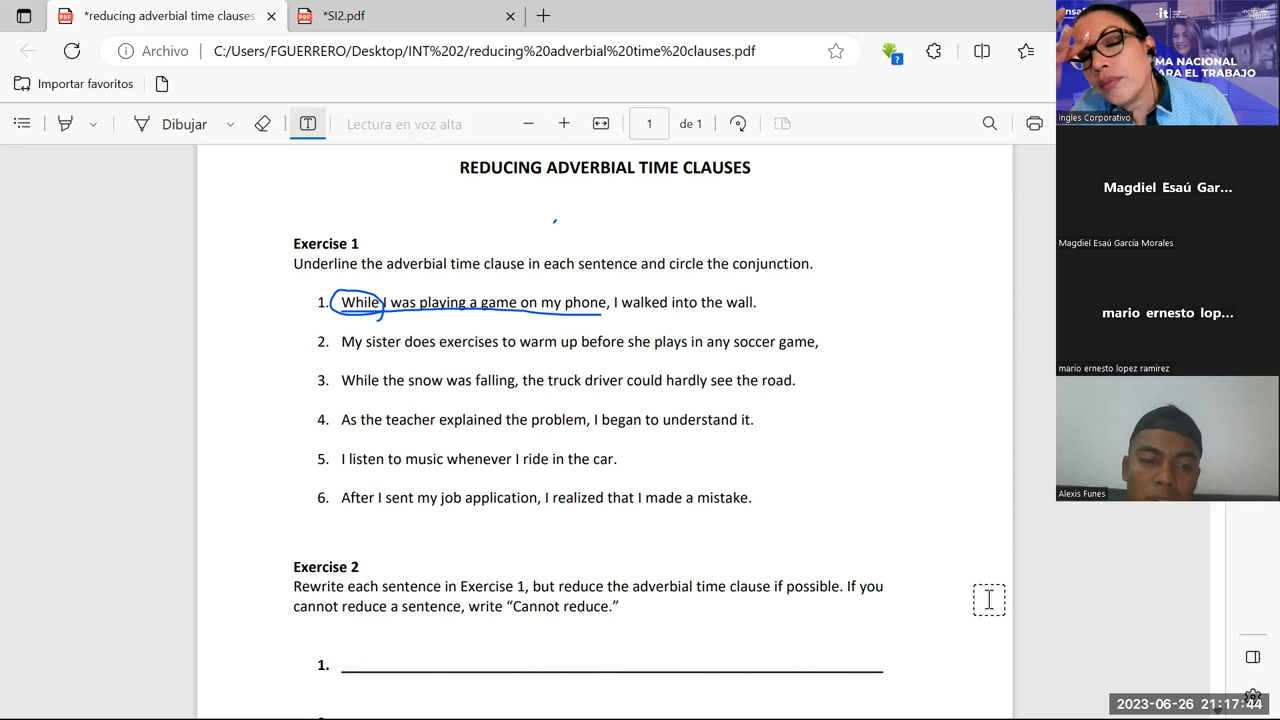 *reducing adverbial time clauses
*SI2.pdf
Archivo
C:/Users/FGUERRERO/Desktop/INT%202/reducing%20adverbial%20time%20clauses.pdf
Importar favoritos
Dibujar
Lectura en voz alta
1
de 1
REDUCING ADVERBIAL TIME CLAUSES
Exercise 1
Underline the adverbial time clause in each sentence and circle the conjunction.
1. While I was playing a game on my phone, I walked into the wall.
2. My sister does exercises to warm up before she plays in any soccer game,
3. While the snow was falling, the truck driver could hardly see the road.
4. As the teacher explained the problem, I began to understand it.
5. I listen to music whenever I ride in the car.
6. After I sent my job application, I realized that I made a mistake.
Exercise 2
Rewrite each sentence in Exercise 1, but reduce the adverbial time clause if possible. If you
cannot reduce a sentence, write “Cannot reduce.”
1.
MA NACIONAL
ARA EL TRABAJO
Ingles Corporativo
Magdiel Esaú Gar...
Magdiel Esaú García Morales
mario ernesto lop...
mario ernesto lopez ramirez
Alexis Funes
2023-06-26 21:17:44